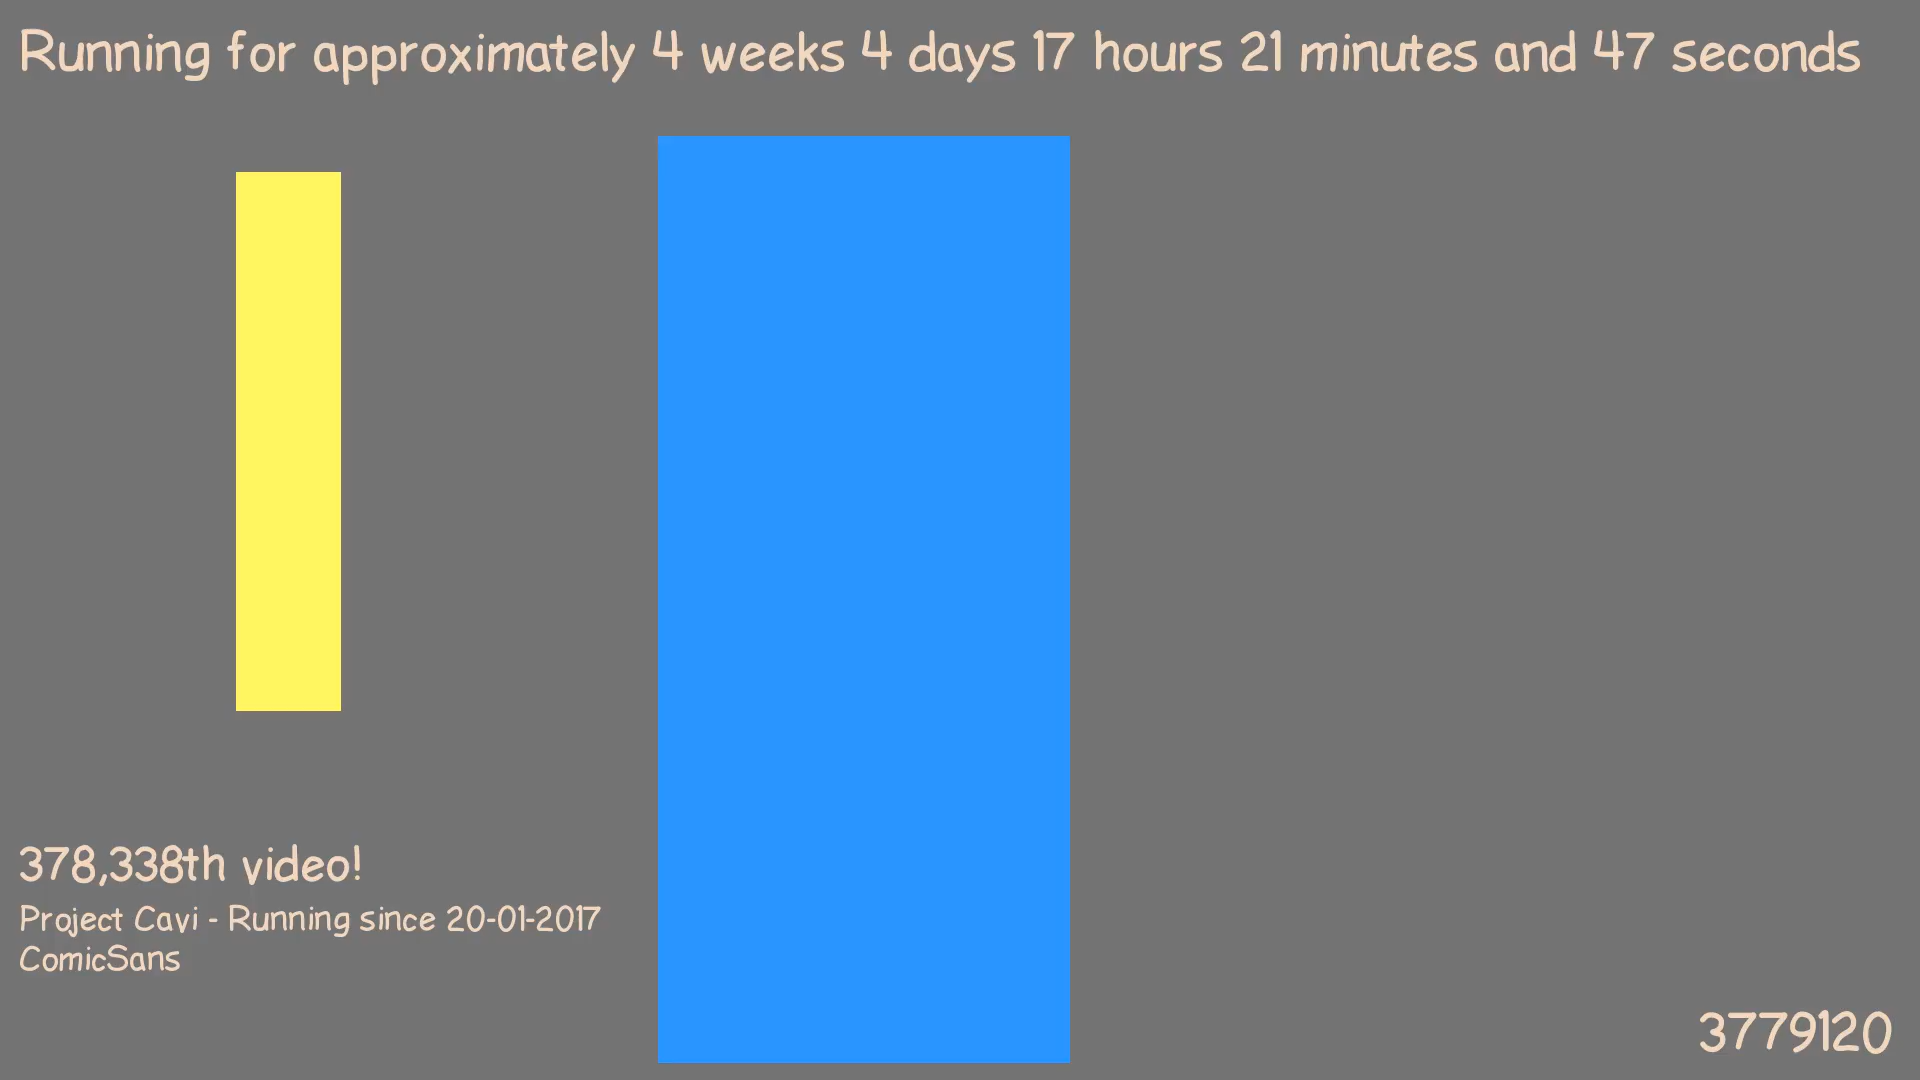 Running for approximately 4 weeks 4 days 17 hours 21 minutes and 47 seconds
378,338th video!
Project Cavi - Running since 20-01-2017
ComicSans
3779120